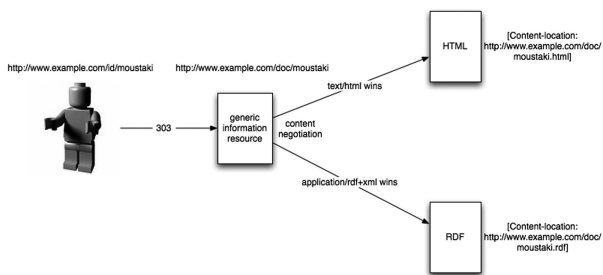 http://www.example.com/id/moustaki
http://www.example.com/doc/moustaki
303
generic
information
resource
content
negotiation
text/html wins
HTML
[Content-location:
http://www.example.com/doc/
moustaki.html]
application/rdf+xml wins
RDF
[Content-location:
http://www.example.com/doc/
moustaki.rdf]